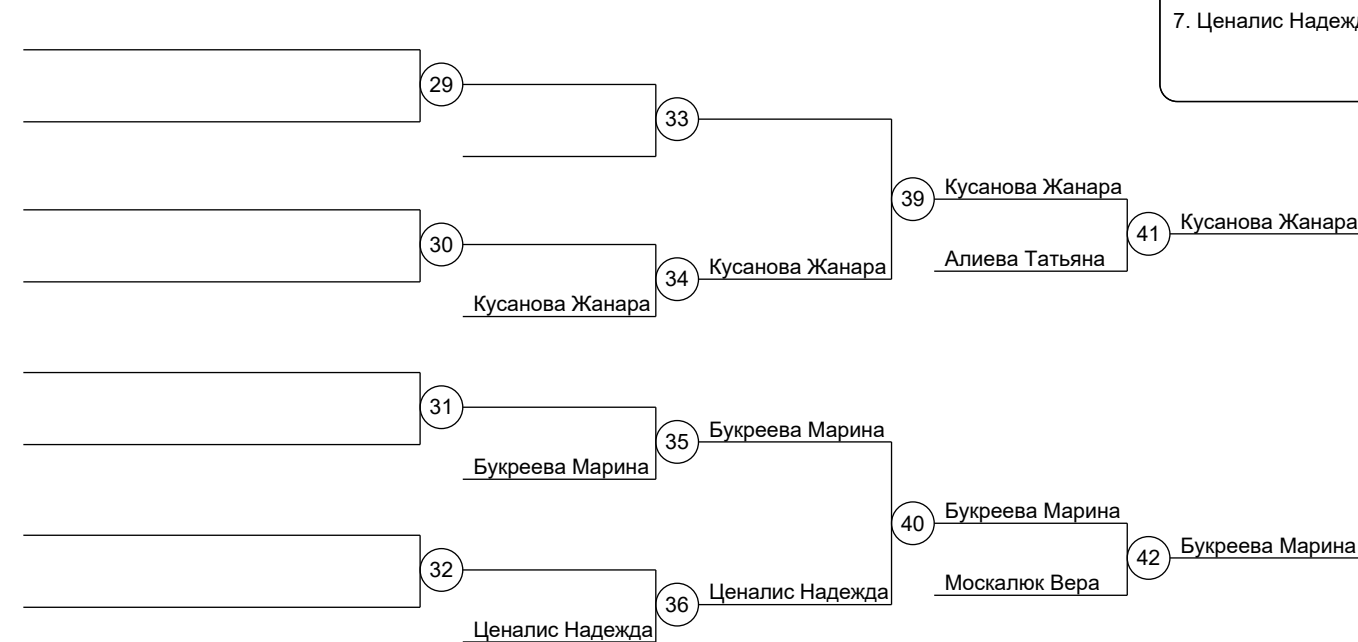 7. Ценалис Надежд
29
33
39
Кусанова Жанара
41
Кусанова Жанара
30
Алиева Татьяна
34
Кусанова Жанара
Кусанова Жанара
31
35
Букреева Марина
Букреева Марина
40
Букреева Марина
42
Букреева Марина
32
Москалюк Вера
36
Ценалис Надежда
Ценалис Надежда